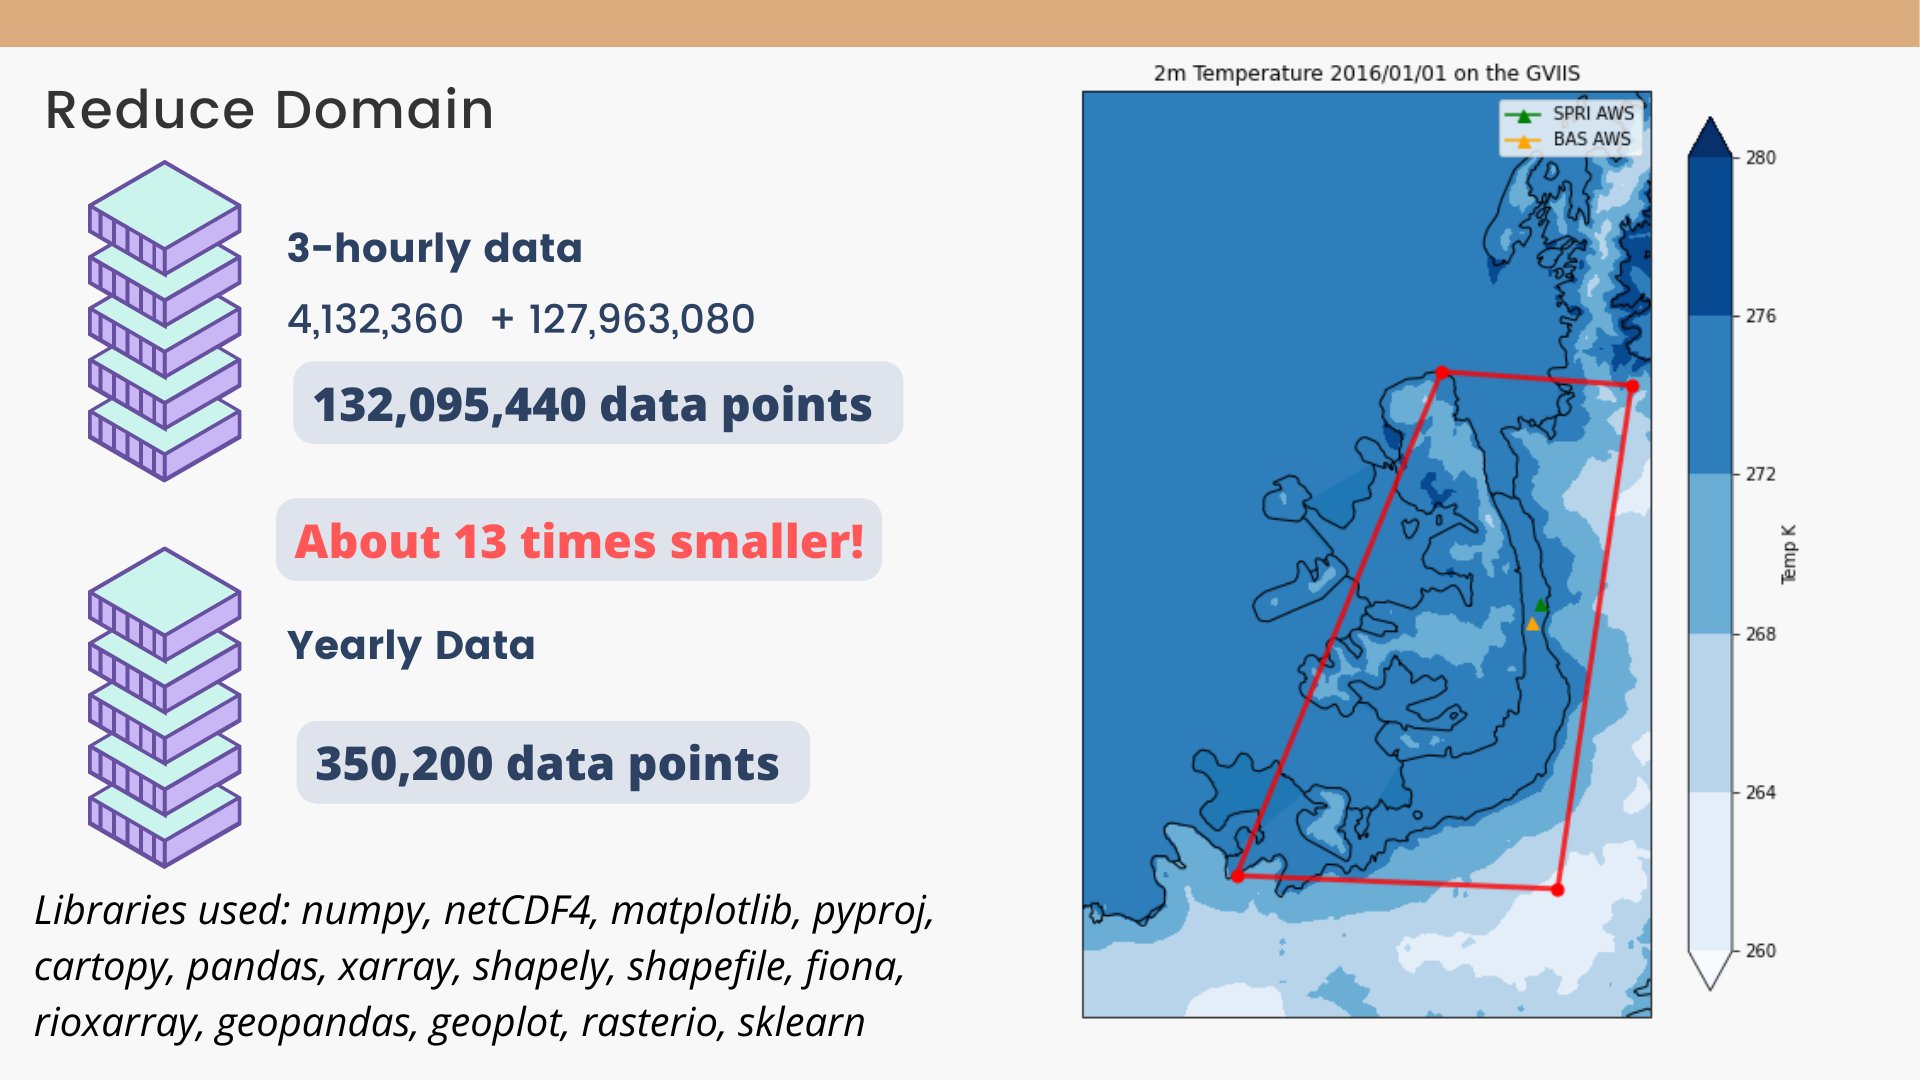 Reduce Domain
3-hourly data
4,132,360 + 127,963,080
132,095,440 data points
About 13 times smaller!
Yearly Data
350,200 data points
Libraries used: numpy, netCDF4, matplotlib, pyproj,
cartopy, pandas, xarray, shapely, shapefile, fiona,
rioxarray, geopandas, geoplot, rasterio, sklearn
2m Temperature 2016/01/01 on the GVIIS
SPRI AWS
BAS AWS
280
276
272
268
264
260
Temp K